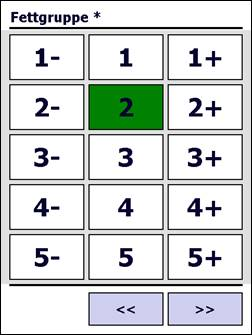 Fettgruppe *
1- 1 1+
2- 2 2+
3- 3 3+
4- 4 4+
5- 5 5+
<< >>